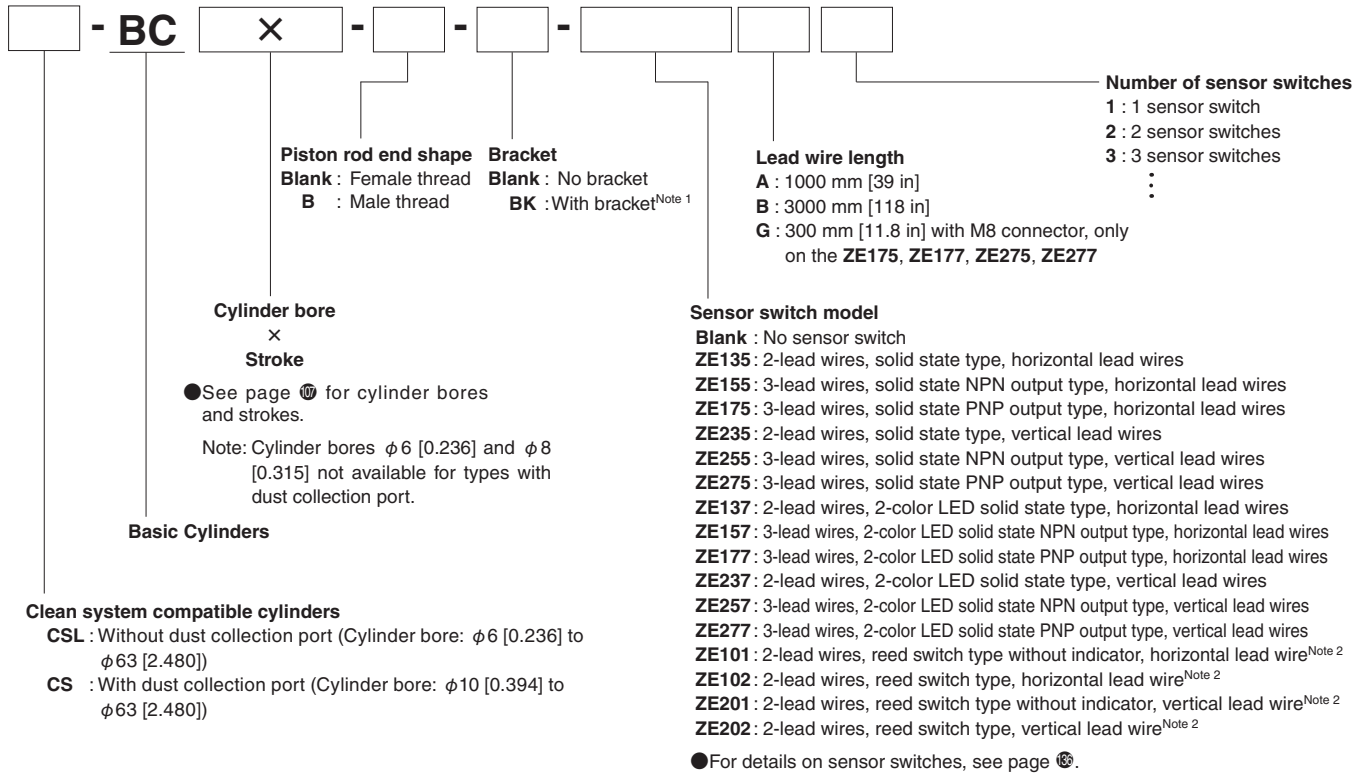 - BC × - - -
Number of sensor switches
1 : 1 sensor switch
2 : 2 sensor switches
3 : 3 sensor switches
⋮
Piston rod end shape
Blank : Female thread
B : Male thread
Bracket
Blank : No bracket
BK : With bracket Note 1
Lead wire length
A : 1000 mm [39 in]
B : 3000 mm [118 in]
G : 300 mm [11.8 in] with M8 connector, only
on the ZE175, ZE177, ZE275, ZE277
Cylinder bore
×
Stroke
●See page 107 for cylinder bores
and strokes.
Note: Cylinder bores φ6 [0.236] and φ8
[0.315] not available for types with
dust collection port.
Basic Cylinders
Clean system compatible cylinders
CSL : Without dust collection port (Cylinder bore: φ6 [0.236] to
φ63 [2.480])
CS : With dust collection port (Cylinder bore: φ10 [0.394] to
φ63 [2.480])
Sensor switch model
Blank : No sensor switch
ZE135 : 2-lead wires, solid state type, horizontal lead wires
ZE155 : 3-lead wires, solid state NPN output type, horizontal lead wires
ZE175 : 3-lead wires, solid state PNP output type, horizontal lead wires
ZE235 : 2-lead wires, solid state type, vertical lead wires
ZE255 : 3-lead wires, solid state NPN output type, vertical lead wires
ZE275 : 3-lead wires, solid state PNP output type, vertical lead wires
ZE137 : 2-lead wires, 2-color LED solid state type, horizontal lead wires
ZE157 : 3-lead wires, 2-color LED solid state NPN output type, horizontal lead wires
ZE177 : 3-lead wires, 2-color LED solid state PNP output type, horizontal lead wires
ZE237 : 2-lead wires, 2-color LED solid state type, vertical lead wires
ZE257 : 3-lead wires, 2-color LED solid state NPN output type, vertical lead wires
ZE277 : 3-lead wires, 2-color LED solid state PNP output type, vertical lead wires
ZE101 : 2-lead wires, reed switch type without indicator, horizontal lead wire Note 2
ZE102 : 2-lead wires, reed switch type, horizontal lead wire Note 2
ZE201 : 2-lead wires, reed switch type without indicator, vertical lead wire Note 2
ZE202 : 2-lead wires, reed switch type, vertical lead wire Note 2
●For details on sensor switches, see page 136.